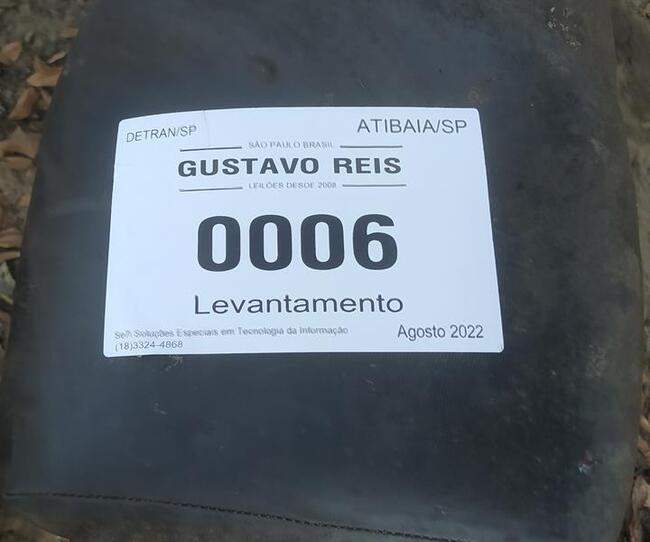 DETRAN/SP
ATIBAIA/SP
SÃO PAULO BRASIL
GUSTAVO REIS
LEILÕES DESDE 2008
0006
Levantamento
Soluções Especiais em Tecnologia da Informação
Agosto 2022
(18)3324-4868